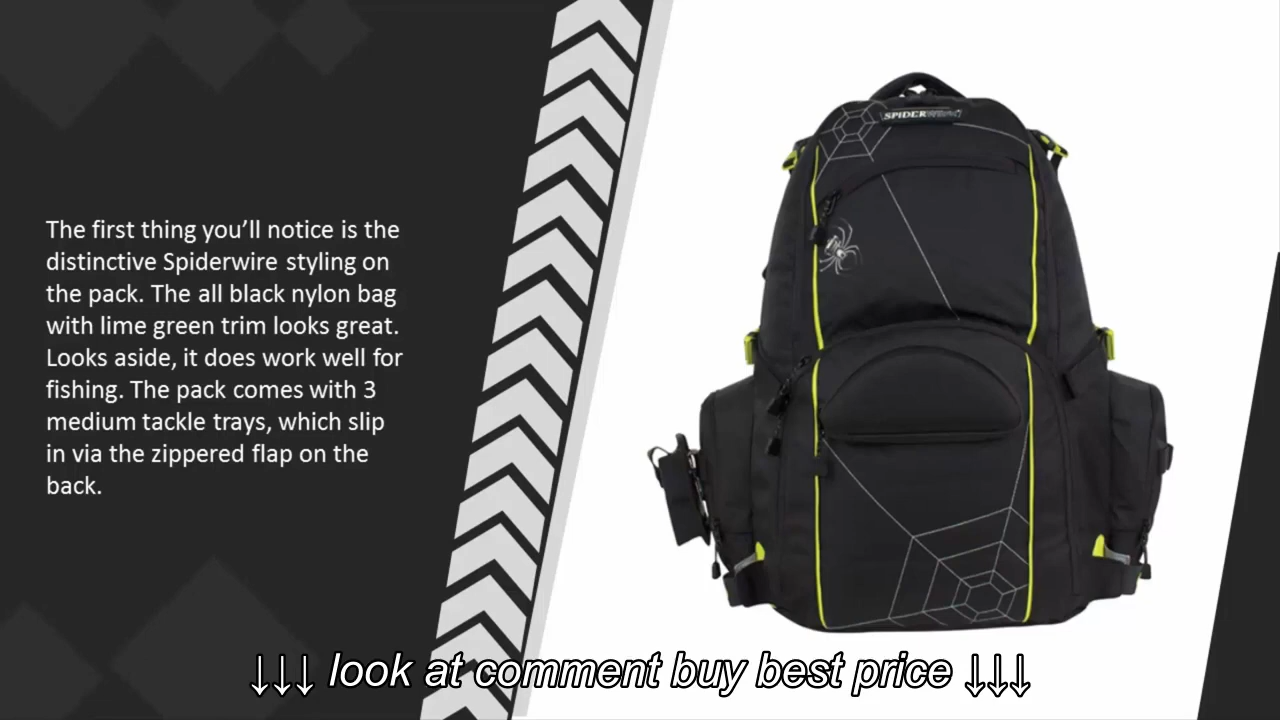 The first thing you’ll notice is the
distinctive Spiderwire styling on
the pack. The all black nylon bag
with lime green trim looks great.
Looks aside, it does work well for
fishing. The pack comes with 3
medium tackle trays, which slip
in via the zippered flap on the
back.
SPIDERWIRE
↓↓↓ look at comment buy best price ↓↓↓